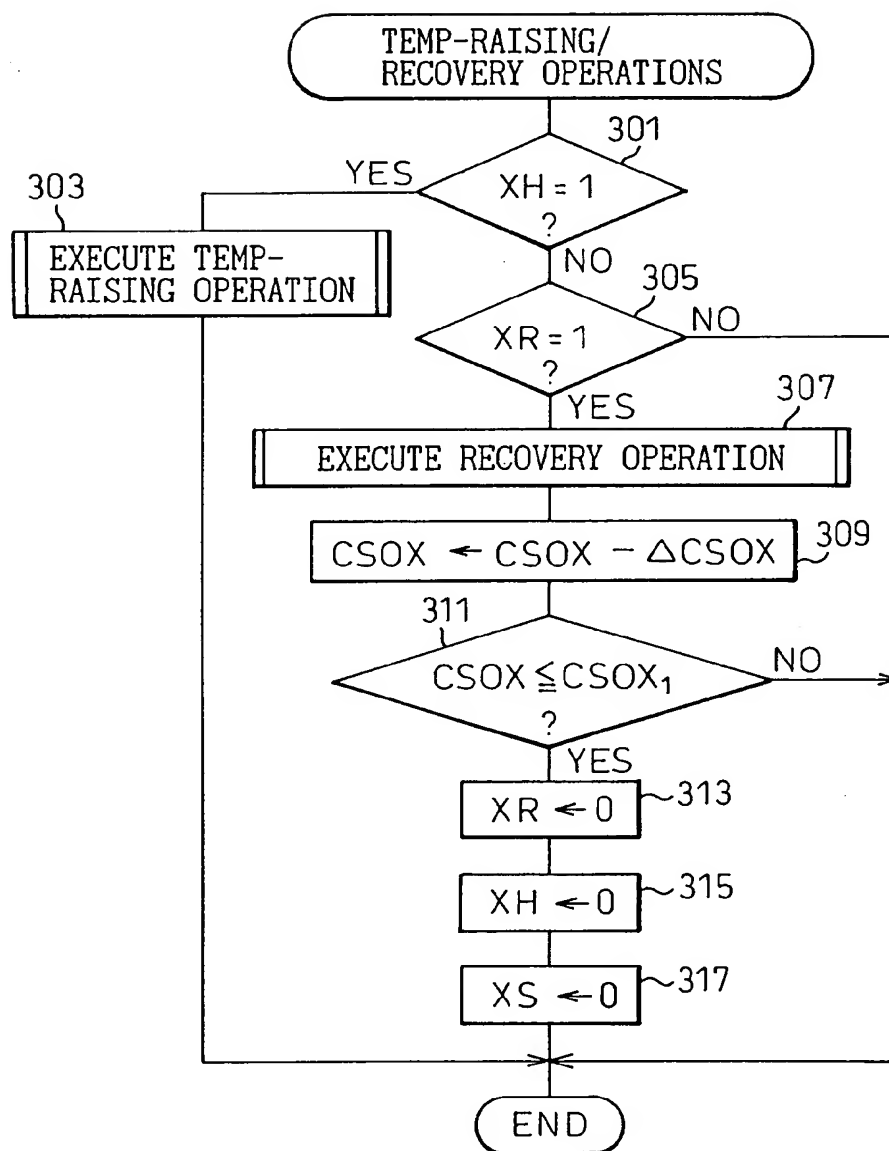 TEMP-RAISING/
RECOVERY OPERATIONS
301
YES
XH = 1
?
303
EXECUTE TEMP-
RAISING OPERATION
NO
305
XR = 1
?
NO
YES
307
EXECUTE RECOVERY OPERATION
CSOX ← CSOX − △CSOX
309
311
CSOX ≦ CSOX₁
?
NO
YES
XR ← 0
313
XH ← 0
315
XS ← 0
317
END